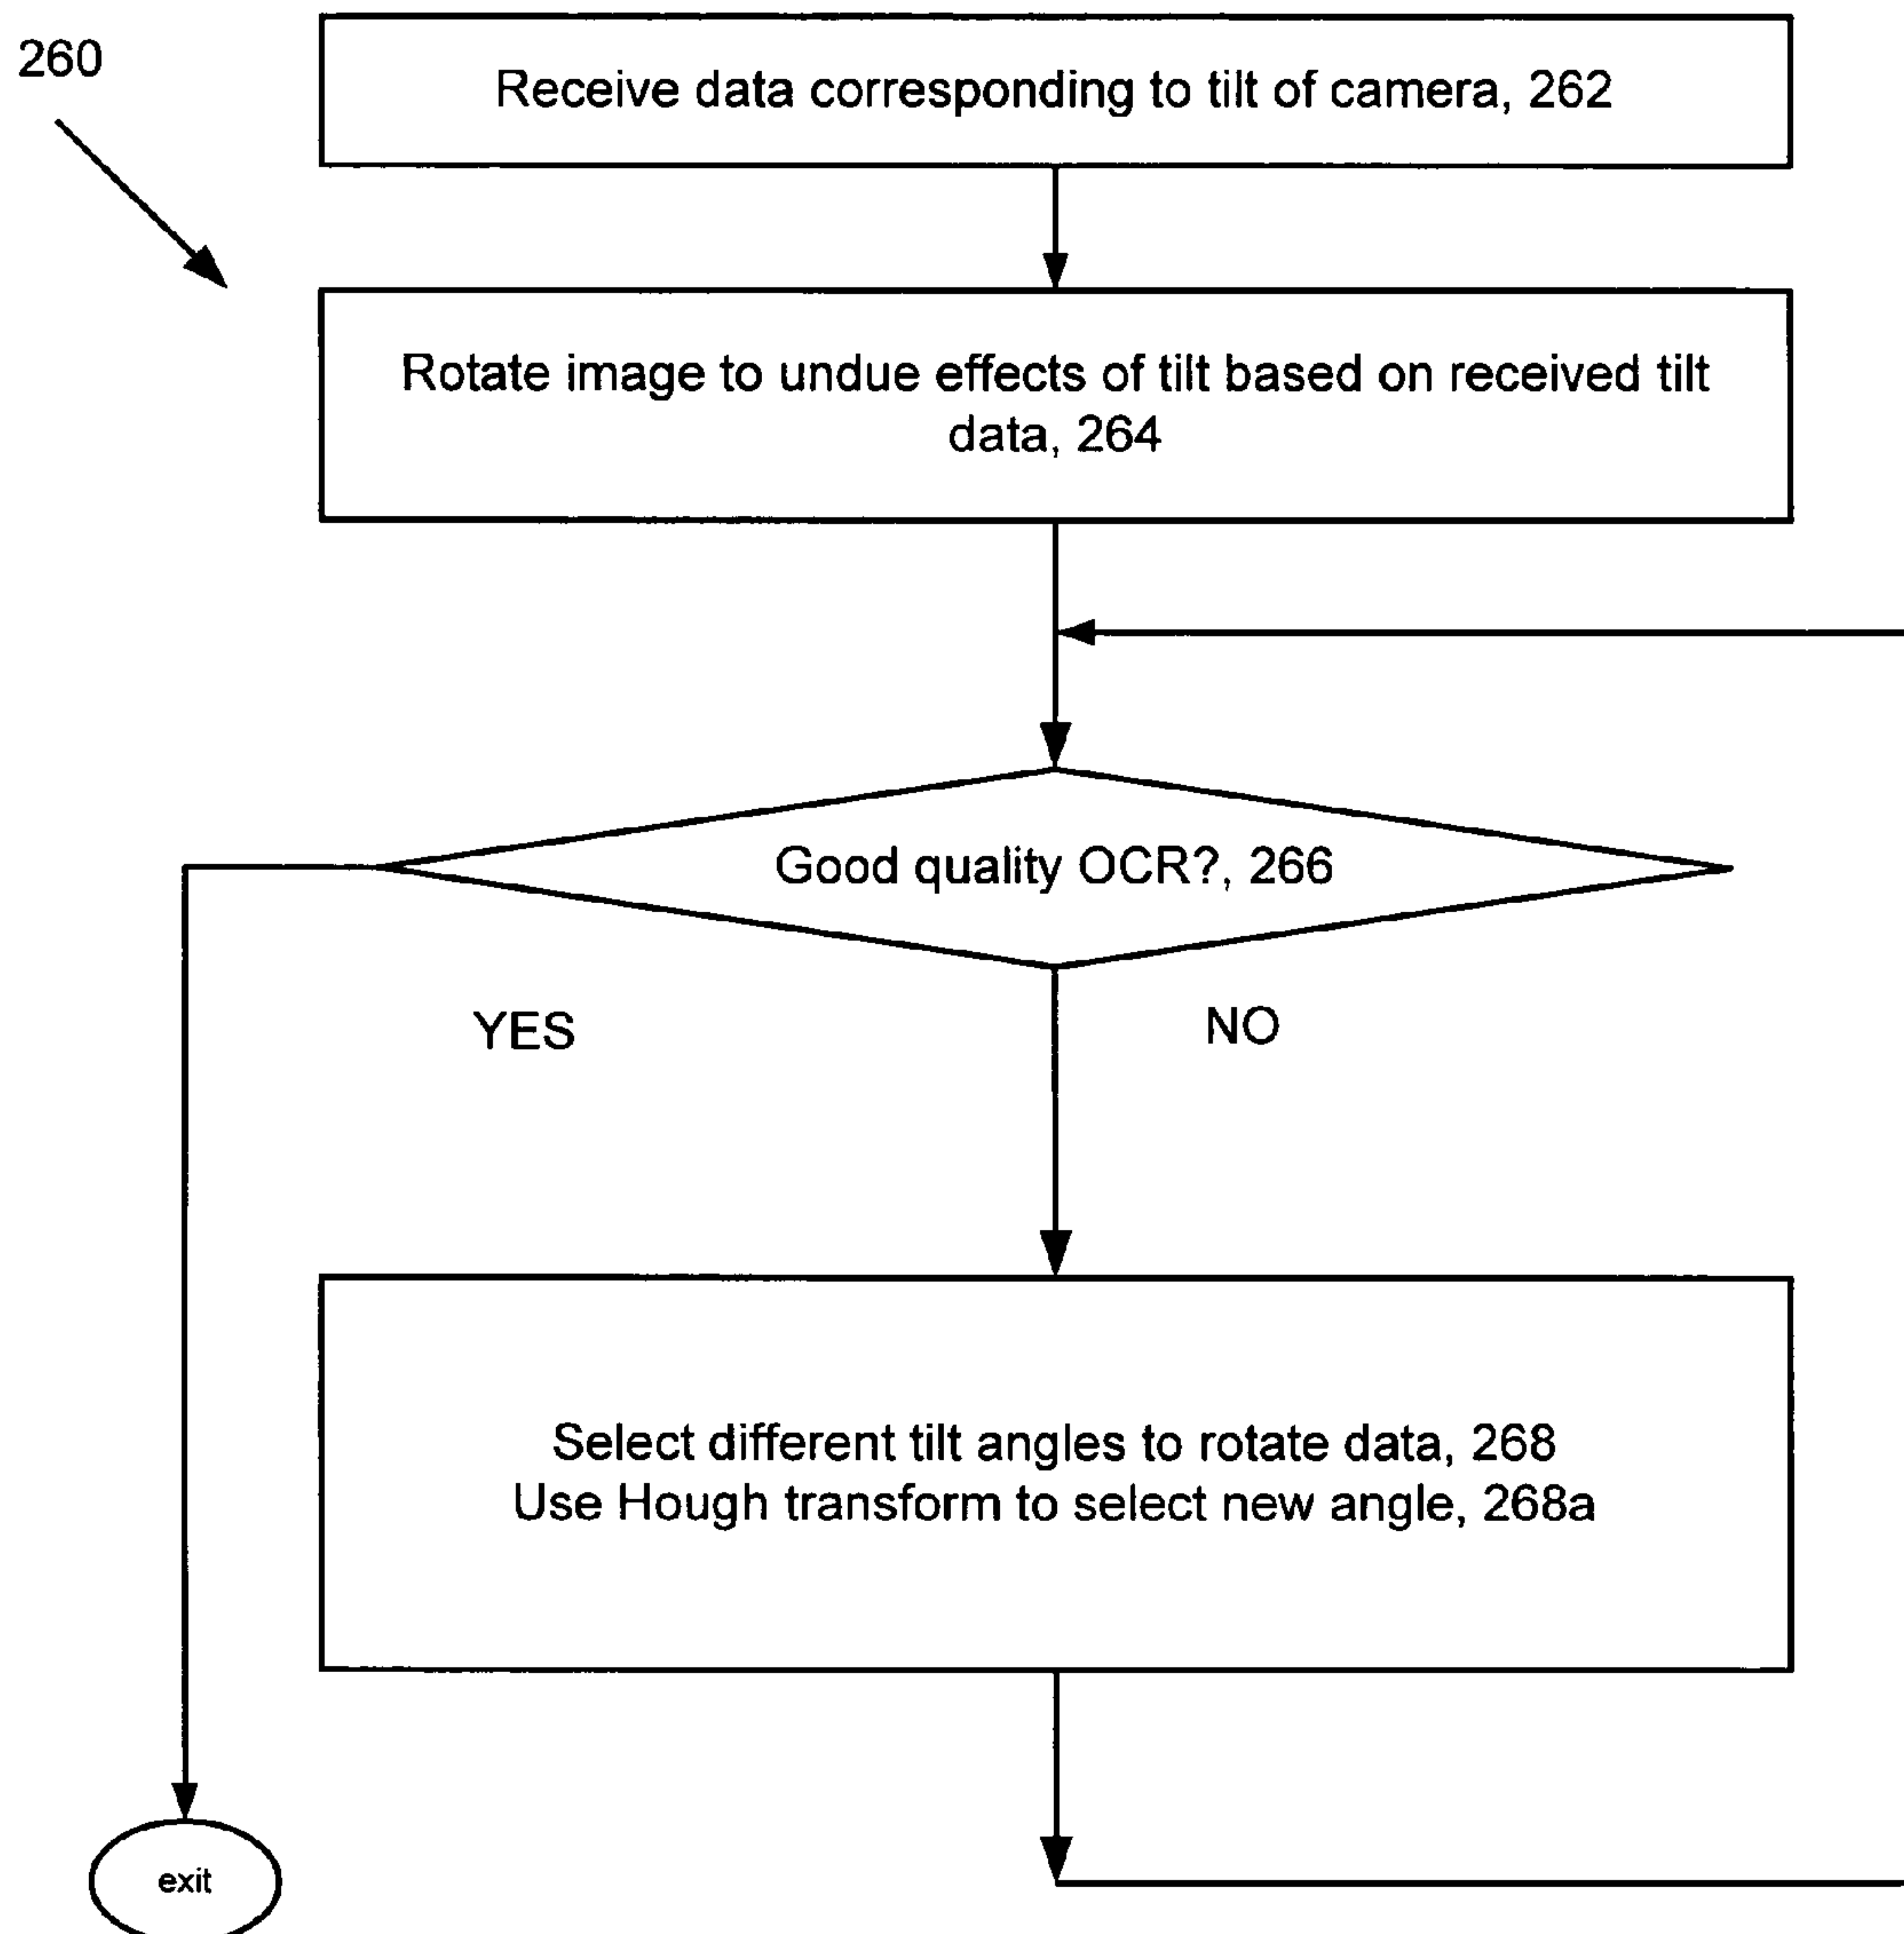 260
Receive data corresponding to tilt of camera, 262
Rotate image to undue effects of tilt based on received tilt
data, 264
Good quality OCR?, 266
YES
NO
Select different tilt angles to rotate data, 268
Use Hough transform to select new angle, 268a
exit